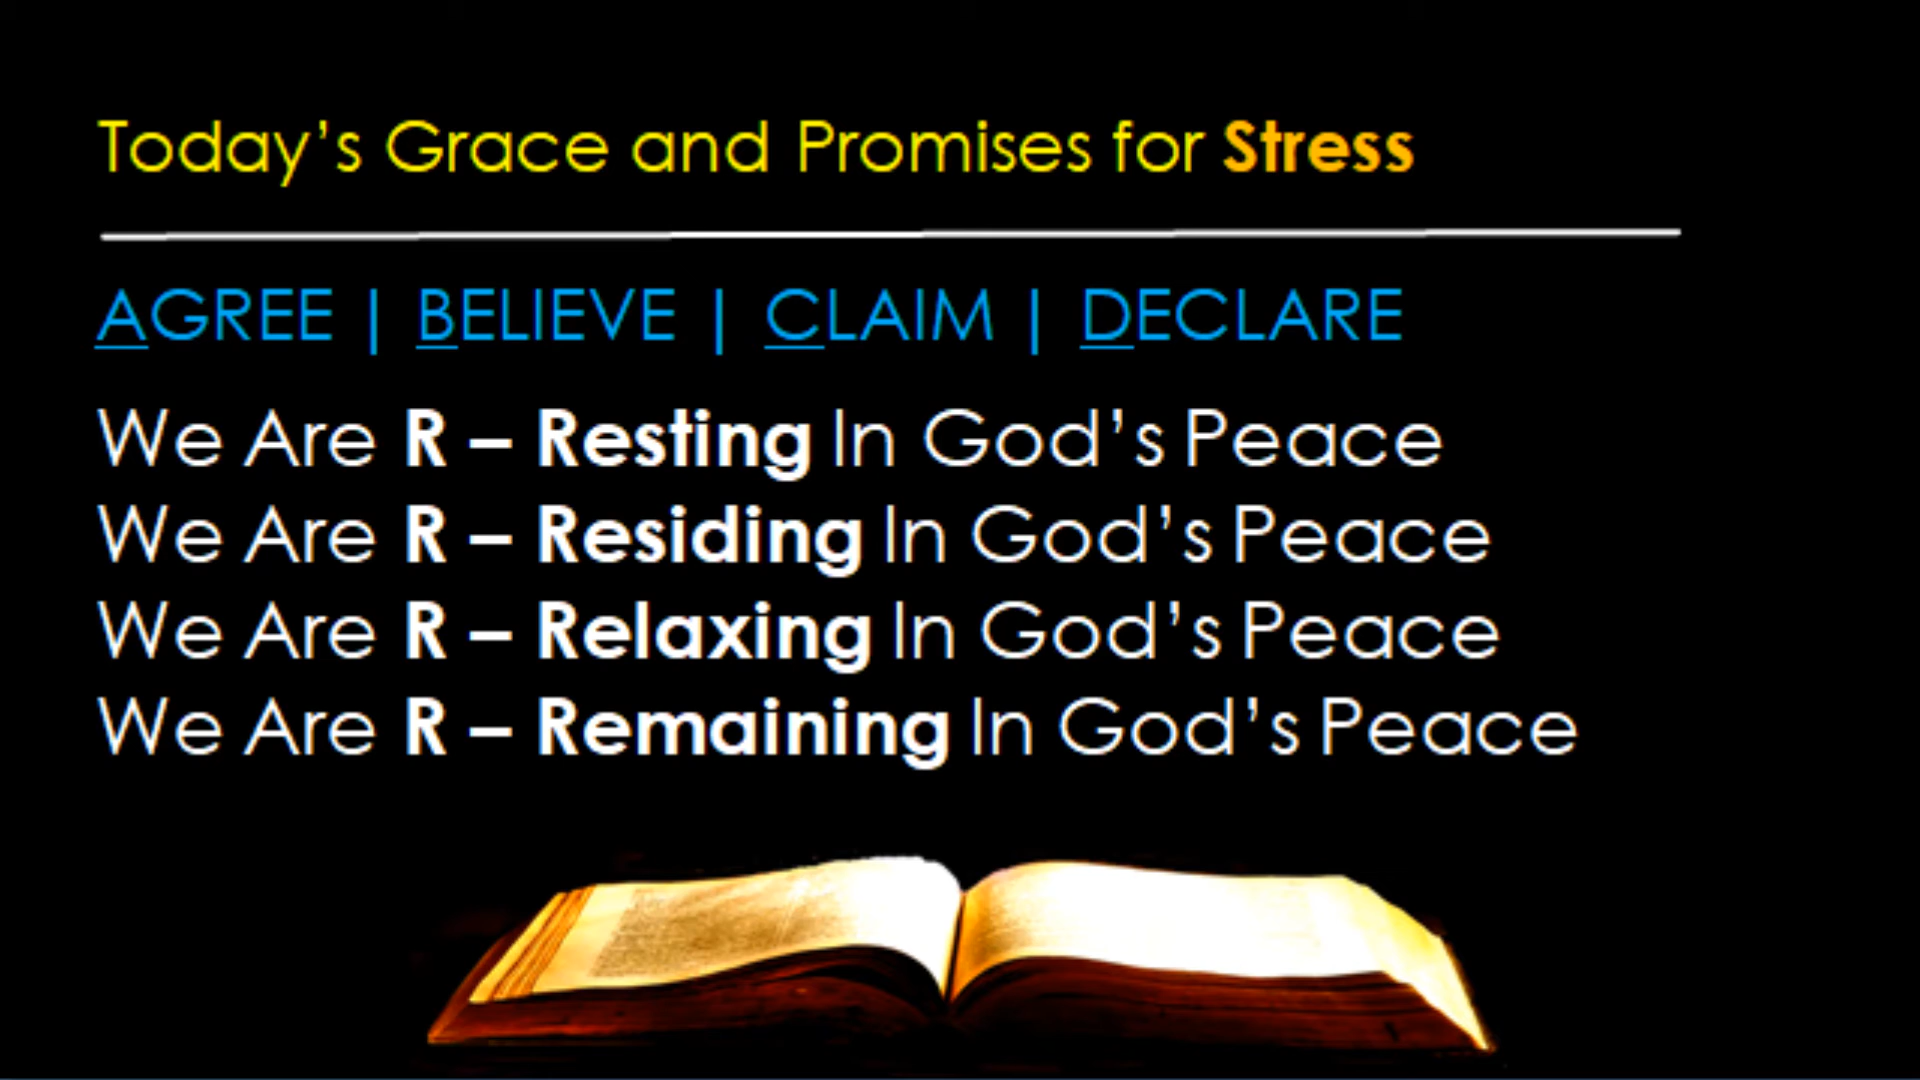 Today’s Grace and Promises for Stress
AGREE | BELIEVE | CLAIM | DECLARE
We Are R – Resting In God’s Peace
We Are R – Residing In God’s Peace
We Are R – Relaxing In God’s Peace
We Are R – Remaining In God’s Peace